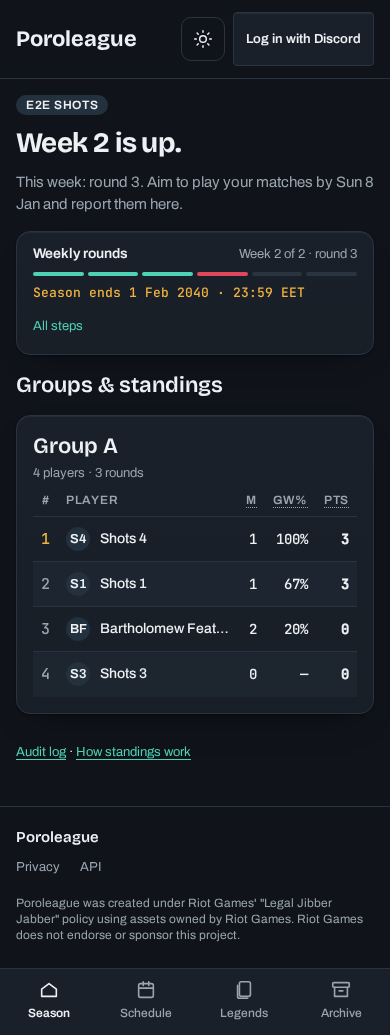 Poroleague
Log in with Discord
E2E SHOTS
Week 2 is up.
This week: round 3. Aim to play your matches by Sun 8
Jan and report them here.
Weekly rounds
Week 2 of 2 · round 3
Season ends 1 Feb 2040 · 23:59 EET
All steps
Groups & standings
Group A
4 players · 3 rounds
# PLAYER M GW% PTS
1 S4 Shots 4 1 100% 3
2 S1 Shots 1 1 67% 3
3 BF Bartholomew Feat… 2 20% 0
4 S3 Shots 3 0 – 0
Audit log · How standings work
Poroleague
Privacy API
Poroleague was created under Riot Games' "Legal Jibber
Jabber" policy using assets owned by Riot Games. Riot Games
does not endorse or sponsor this project.
Season Schedule Legends Archive